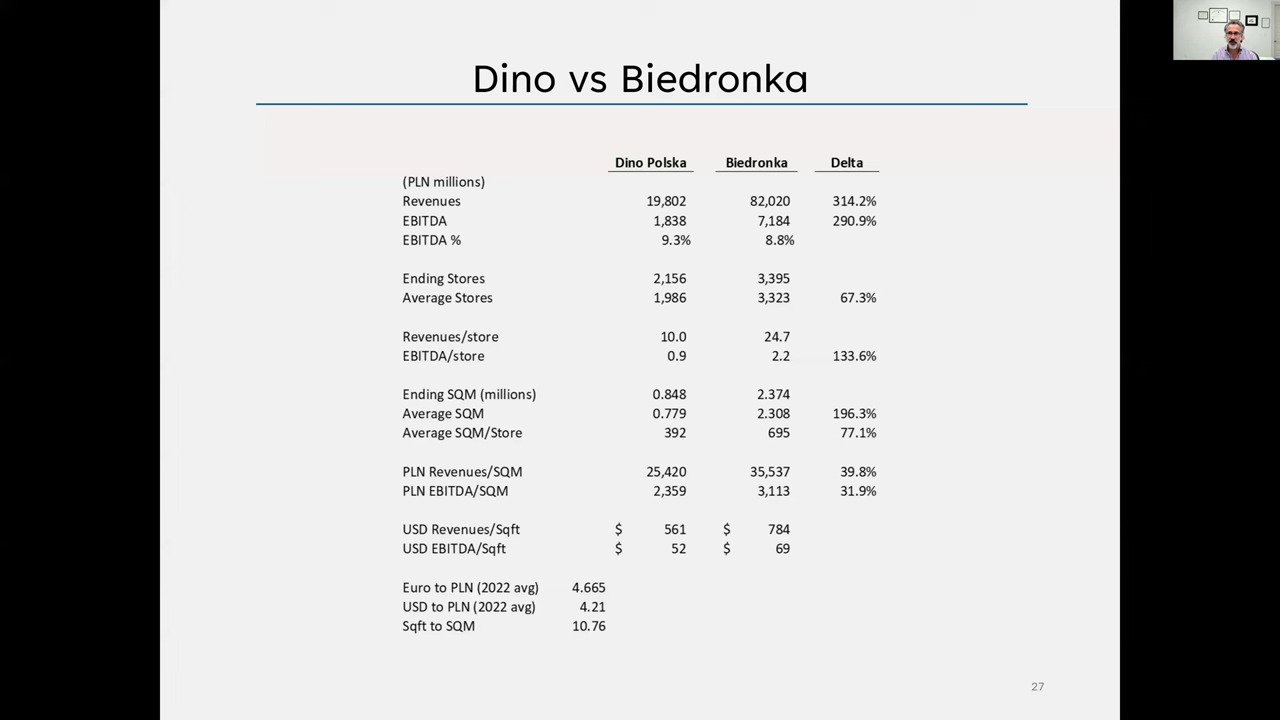 Dino vs Biedronka
Dino Polska Biedronka Delta
(PLN millions)
Revenues 19,802 82,020 314.2%
EBITDA 1,838 7,184 290.9%
EBITDA % 9.3% 8.8%
Ending Stores 2,156 3,395
Average Stores 1,986 3,323 67.3%
Revenues/store 10.0 24.7
EBITDA/store 0.9 2.2 133.6%
Ending SQM (millions) 0.848 2.374
Average SQM 0.779 2.308 196.3%
Average SQM/Store 392 695 77.1%
PLN Revenues/SQM 25,420 35,537 39.8%
PLN EBITDA/SQM 2,359 3,113 31.9%
USD Revenues/Sqft $ 561 $ 784
USD EBITDA/Sqft $ 52 $ 69
Euro to PLN (2022 avg) 4.665
USD to PLN (2022 avg) 4.21
Sqft to SQM 10.76
27